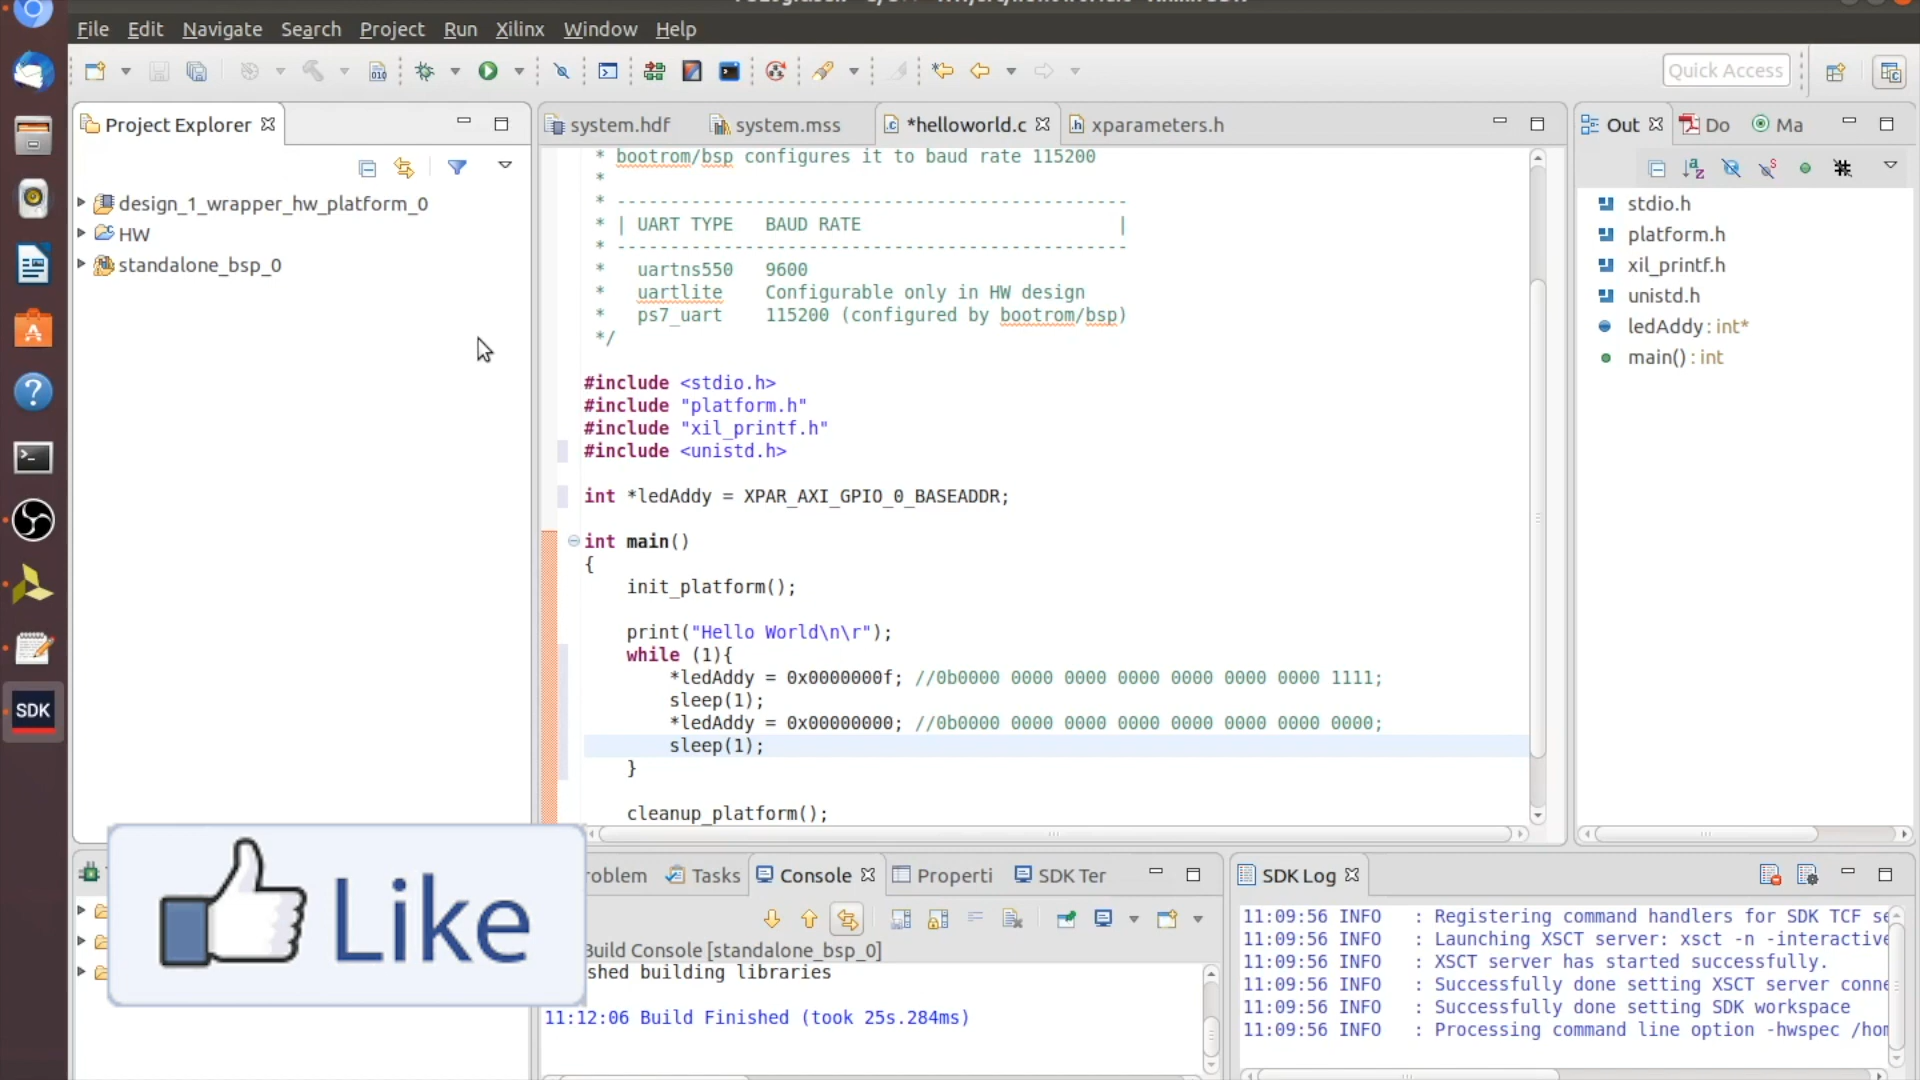 File Edit Navigate Search Project Run Xilinx Window Help
Quick Access
Project Explorer
design_1_wrapper_hw_platform_0
HW
standalone_bsp_0
system.hdf
system.mss
*helloworld.c
xparameters.h
* bootrom/bsp configures it to baud rate 115200
*
* ------------------------------------------------
* | UART TYPE   BAUD RATE                        |
* ------------------------------------------------
*   uartns550   9600
*   uartlite    Configurable only in HW design
*   ps7_uart    115200 (configured by bootrom/bsp)
*/
#include <stdio.h>
#include "platform.h"
#include "xil_printf.h"
#include <unistd.h>
int *ledAddy = XPAR_AXI_GPIO_0_BASEADDR;
int main()
{
init_platform();
print("Hello World\n\r");
while (1){
*ledAddy = 0x0000000f; //0b0000 0000 0000 0000 0000 0000 0000 1111;
sleep(1);
*ledAddy = 0x00000000; //0b0000 0000 0000 0000 0000 0000 0000 0000;
sleep(1);
}
cleanup_platform();
Out
Do
Ma
stdio.h
platform.h
xil_printf.h
unistd.h
ledAddy : int*
main() : int
SDK
Like
roblem
Tasks
Console
Properti
SDK Ter
Build Console [standalone_bsp_0]
shed building libraries
11:12:06 Build Finished (took 25s.284ms)
SDK Log
11:09:56 INFO : Registering command handlers for SDK TCF se
11:09:56 INFO : Launching XSCT server: xsct -n -interactive
11:09:56 INFO : XSCT server has started successfully.
11:09:56 INFO : Successfully done setting XSCT server conne
11:09:56 INFO : Successfully done setting SDK workspace
11:09:56 INFO : Processing command line option -hwspec /hom